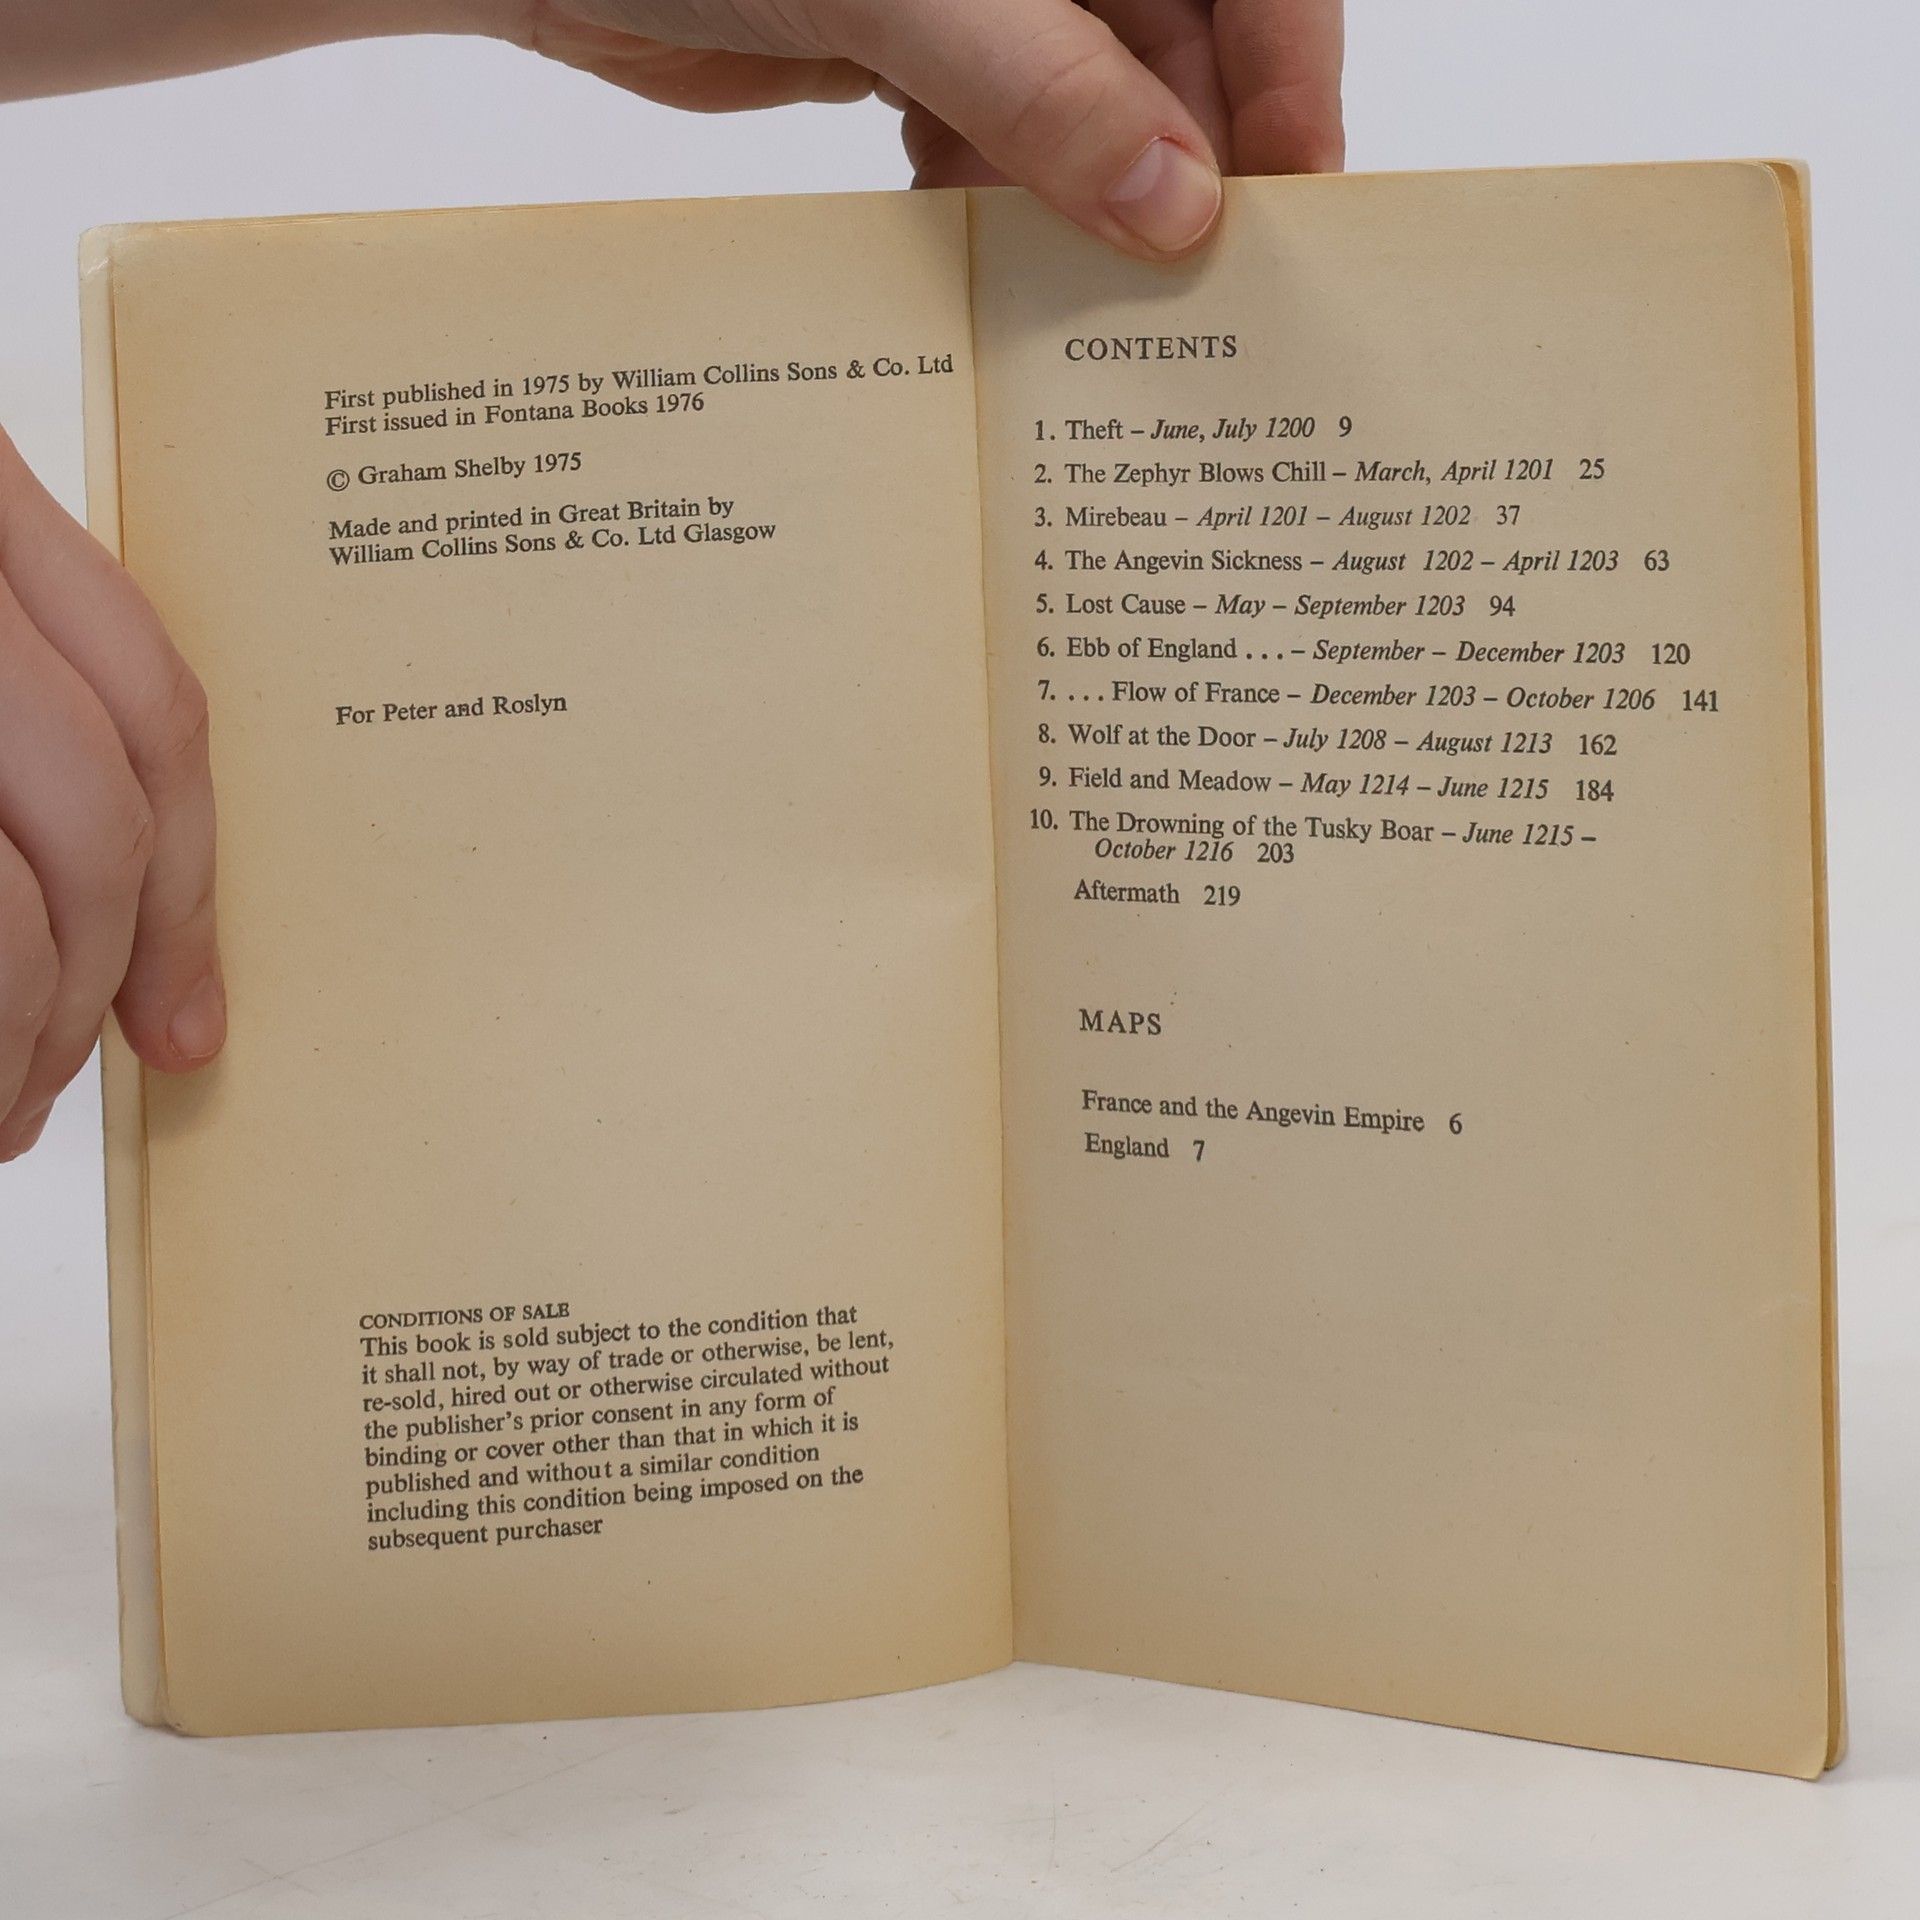 First published in 1975 by William Collins Sons & Co. Ltd
First issued in Fontana Books 1976
© Graham Shelby 1975
Made and printed in Great Britain by
William Collins Sons & Co. Ltd Glasgow
For Peter and Roslyn
CONDITIONS OF SALE
This book is sold subject to the condition that
it shall not, by way of trade or otherwise, be lent,
re-sold, hired out or otherwise circulated without
the publisher's prior consent in any form of
binding or cover other than that in which it is
published and without a similar condition
including this condition being imposed on the
subsequent purchaser
CONTENTS
1. Theft – June, July 1200 9
2. The Zephyr Blows Chill – March, April 1201 25
3. Mirebeau – April 1201 – August 1202 37
4. The Angevin Sickness – August 1202 – April 1203 63
5. Lost Cause – May – September 1203 94
6. Ebb of England . . . – September – December 1203 120
7. . . . Flow of France – December 1203 – October 1206 141
8. Wolf at the Door – July 1208 – August 1213 162
9. Field and Meadow – May 1214 – June 1215 184
10. The Drowning of the Tusky Boar – June 1215 –
October 1216 203
Aftermath 219
MAPS
France and the Angevin Empire 6
England 7